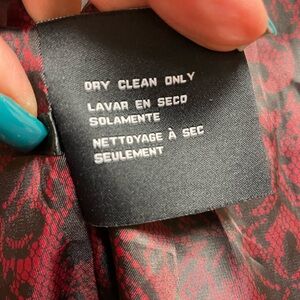 DRY CLEAN ONLY
LAVAR EN SECO
SOLAMENTE
NETTOYAGE À SEC
SEULEMENT